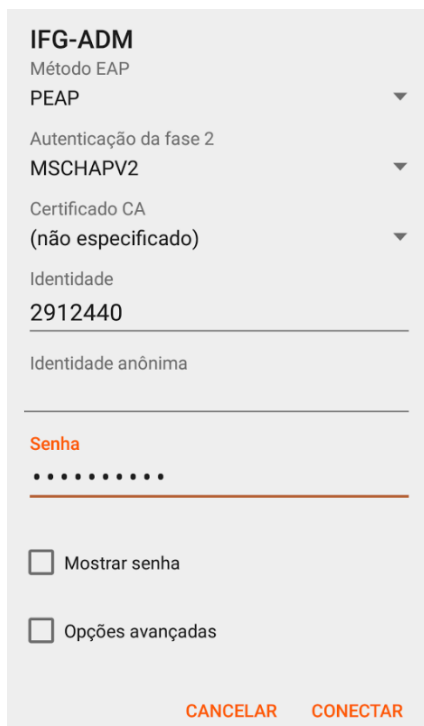 IFG-ADM
Método EAP
PEAP
Autenticação da fase 2
MSCHAPV2
Certificado CA
(não especificado)
Identidade
2912440
Identidade anônima
Senha
••••••••••
Mostrar senha
Opções avançadas
CANCELAR CONECTAR